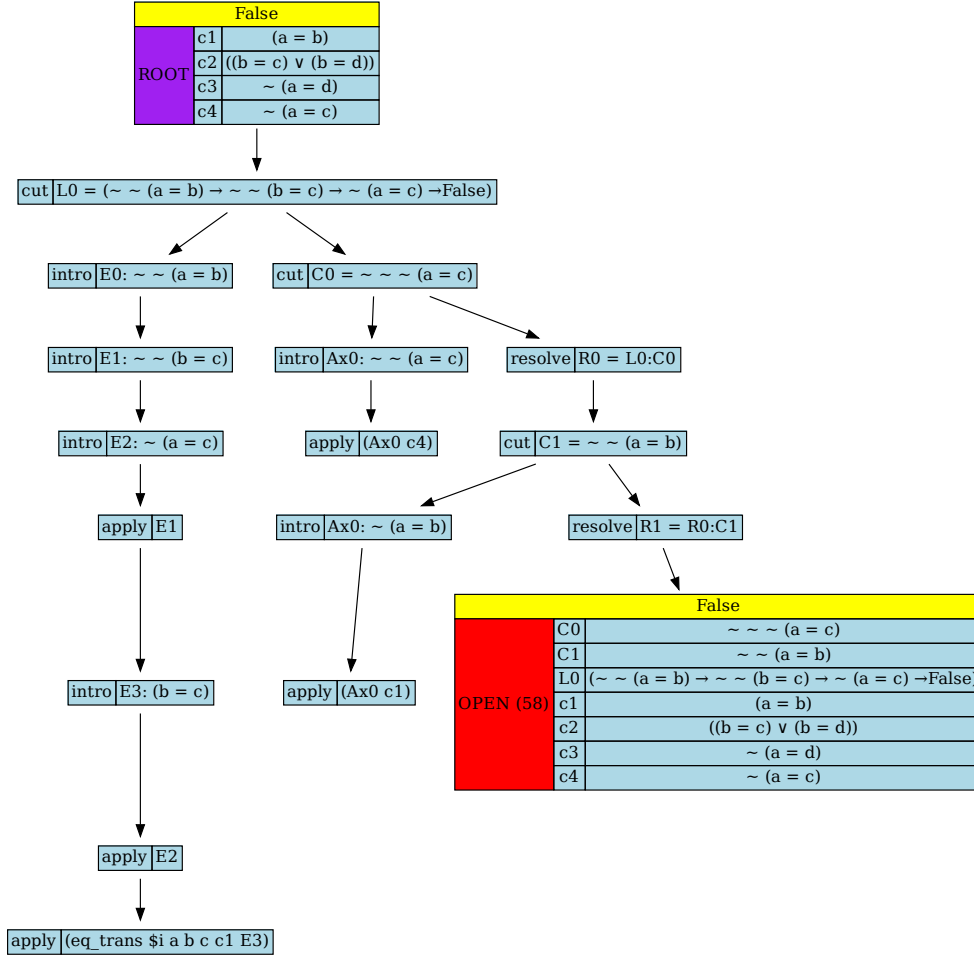 False
ROOT
c1 (a = b)
c2 ((b = c) ∨ (b = d))
c3 ~ (a = d)
c4 ~ (a = c)
cut L0 = (~ ~ (a = b) → ~ ~ (b = c) → ~ (a = c) →False)
intro E0: ~ ~ (a = b)
cut C0 = ~ ~ ~ (a = c)
intro E1: ~ ~ (b = c)
intro Ax0: ~ ~ (a = c)
resolve R0 = L0:C0
intro E2: ~ (a = c)
apply (Ax0 c4)
cut C1 = ~ ~ (a = b)
apply E1
intro Ax0: ~ (a = b)
resolve R1 = R0:C1
intro E3: (b = c)
apply (Ax0 c1)
False
OPEN (58)
C0 ~ ~ ~ (a = c)
C1 ~ ~ (a = b)
L0 (~ ~ (a = b) → ~ ~ (b = c) → ~ (a = c) →False)
c1 (a = b)
c2 ((b = c) ∨ (b = d))
c3 ~ (a = d)
c4 ~ (a = c)
apply E2
apply (eq_trans $i a b c c1 E3)